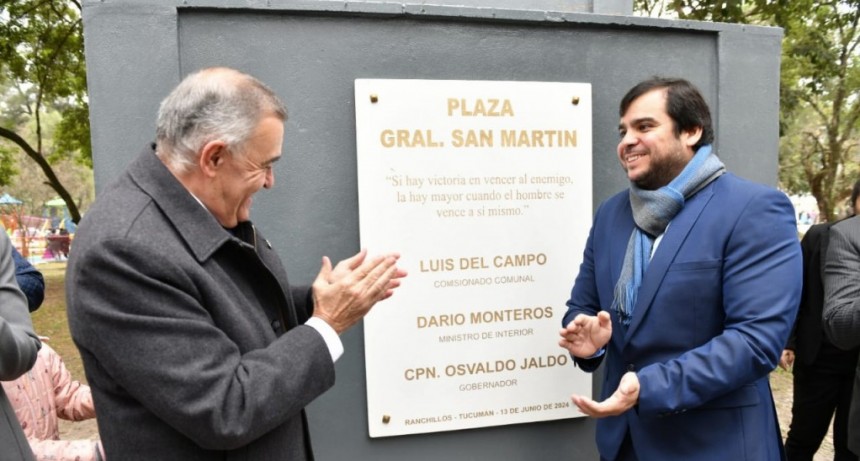 PLAZA
GRAL. SAN MARTIN
“Si hay victoria en vencer al enemigo,
la hay mayor cuando el hombre se
vence a sí mismo.”
LUIS DEL CAMPO
COMISIONADO COMUNAL
DARIO MONTEROS
MINISTRO DE INTERIOR
CPN. OSVALDO JALDO
GOBERNADOR
RANCHILLOS - TUCUMÁN - 13 DE JUNIO DE